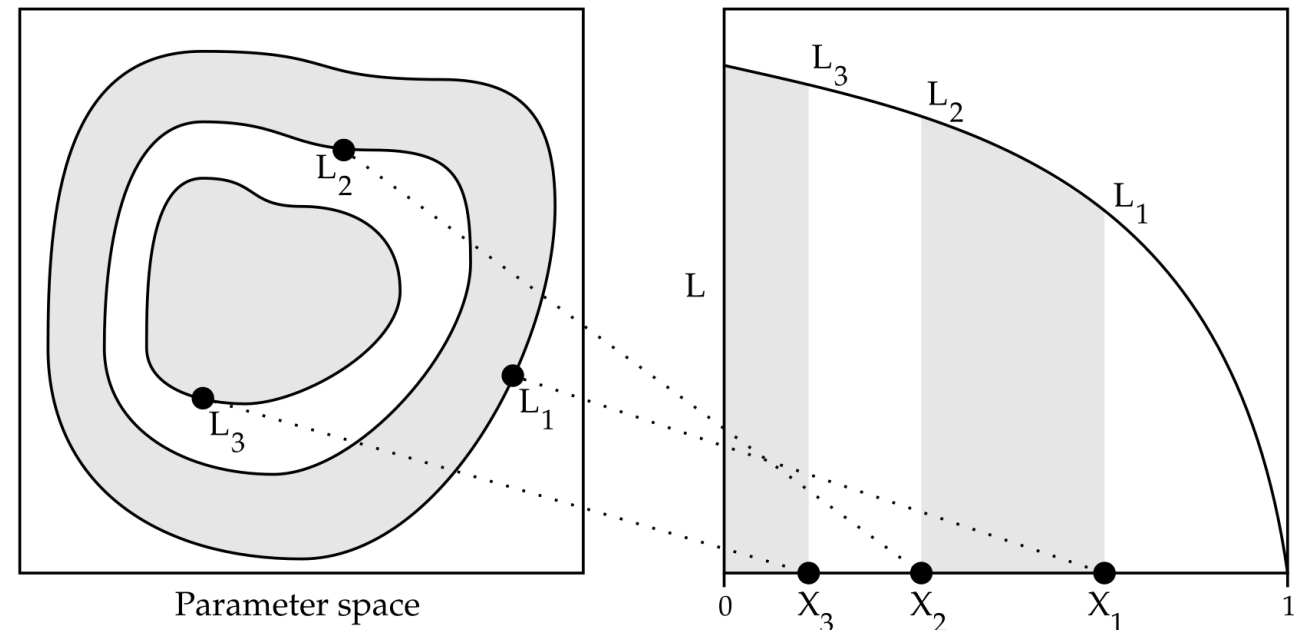 L₂
L₃
L₁
Parameter space
L₃
L₂
L₁
L
0 X₃ X₂ X₁ 1